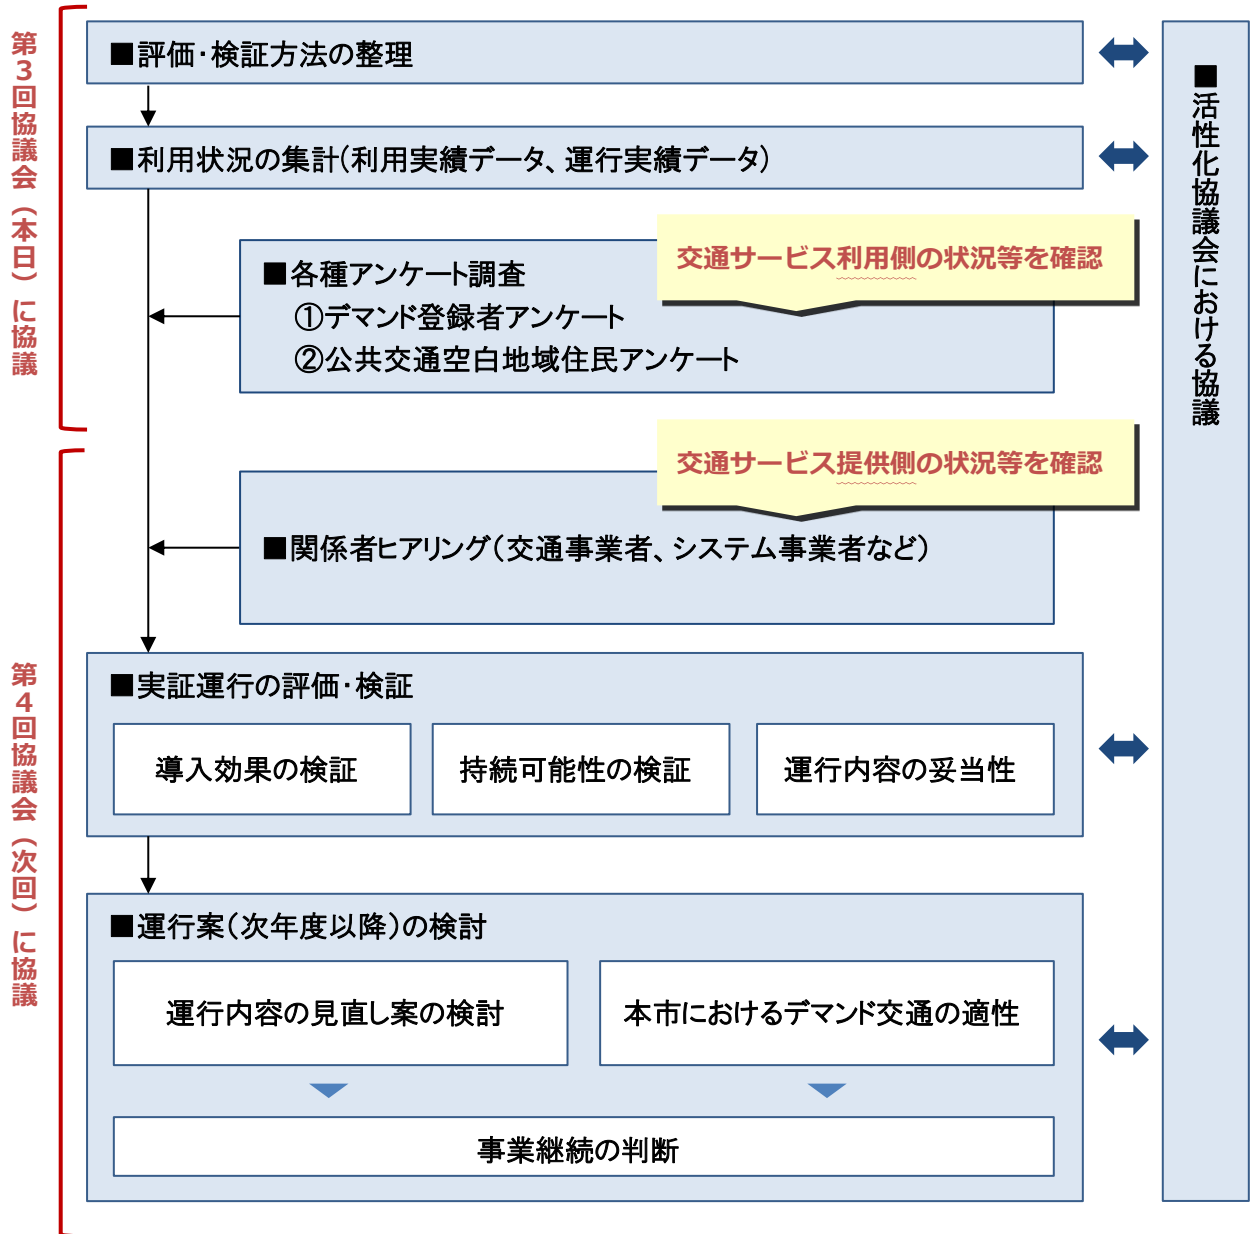 第3回協議会（本日）に協議
■評価・検証方法の整理
■利用状況の集計(利用実績データ、運行実績データ)
交通サービス利用側の状況等を確認
■各種アンケート調査
①デマンド登録者アンケート
②公共交通空白地域住民アンケート
第4回協議会（次回）に協議
交通サービス提供側の状況等を確認
■関係者ヒアリング（交通事業者、システム事業者など）
■実証運行の評価・検証
導入効果の検証
持続可能性の検証
運行内容の妥当性
■運行案（次年度以降）の検討
運行内容の見直し案の検討
本市におけるデマンド交通の適性
事業継続の判断
■活性化協議会における協議